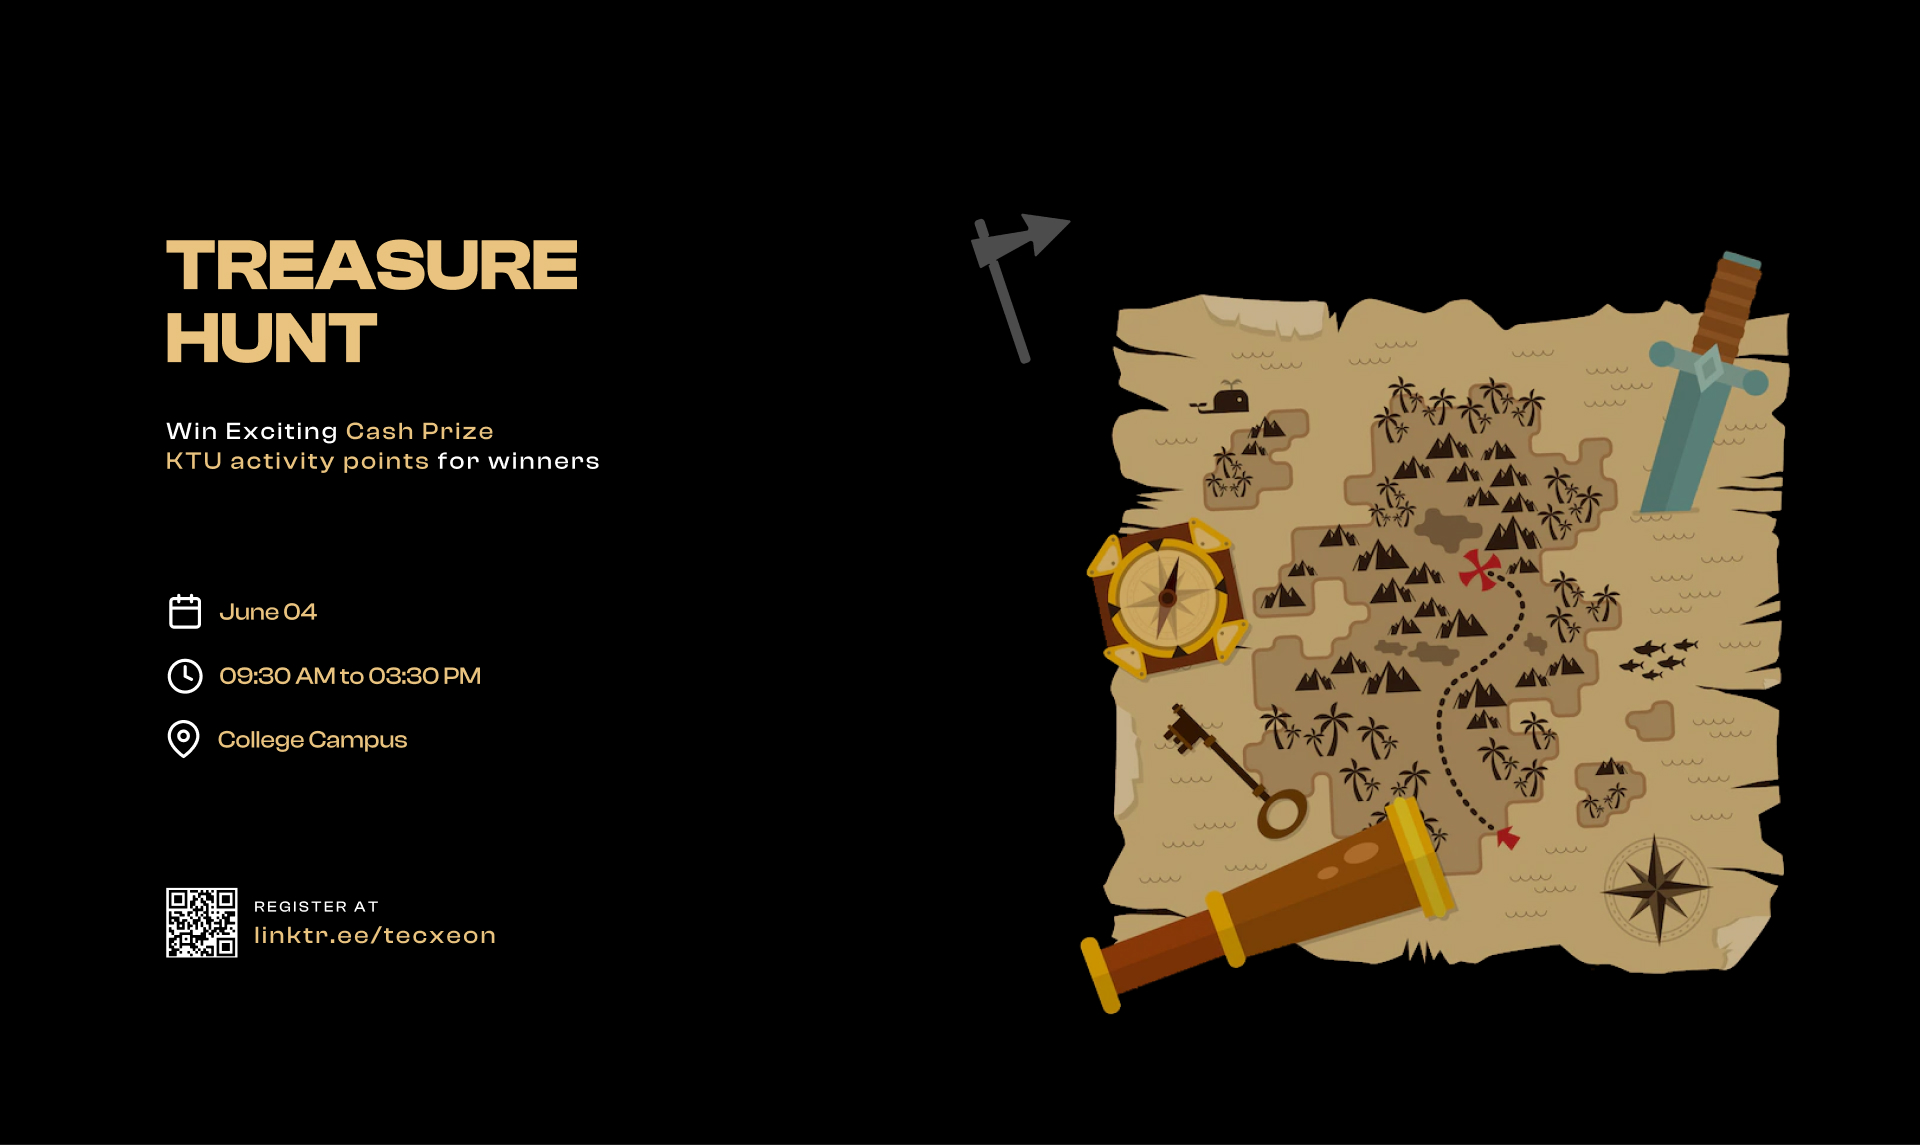 TREASURE
HUNT
Win Exciting Cash Prize
KTU activity points for winners
June 04
09:30 AM to 03:30 PM
College Campus
REGISTER AT
linktr.ee/tecxeon